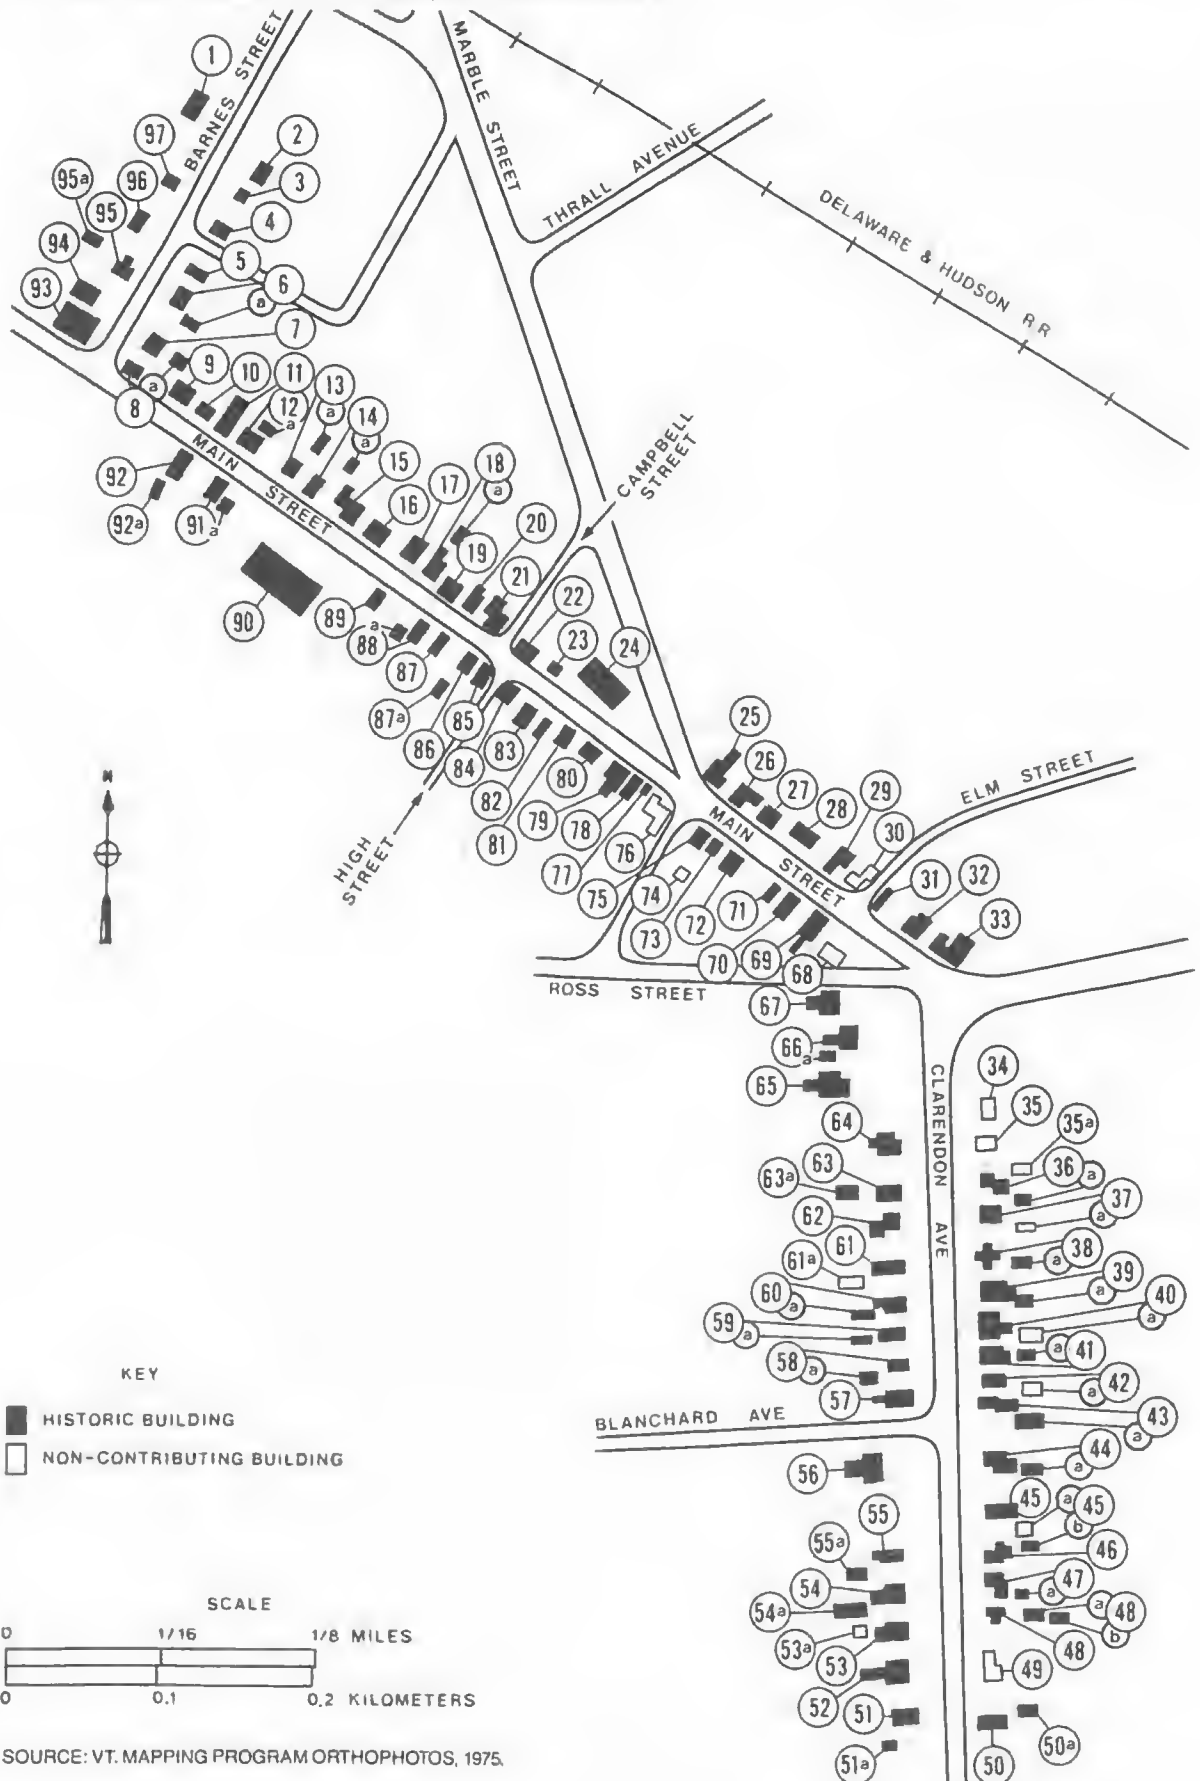 BARNES STREET
MARBLE STREET
THRALL AVENUE
DELAWARE & HUDSON RR
1
97
2
95a
96
3
95
4
94
5
93
6
a
7
9
a
10
11
13
8
12
a
a
14
a
MAIN STREET
15
CAMPBELL STREET
92
18
17
a
16
92a
91
a
20
19
21
22
90
89
23
24
a
88
87
87a
86
85
84
25
83
26
82
80
27
ELM STREET
81
79
28
29
N
78
MAIN STREET
30
HIGH STREET
77
76
31
32
75
74
33
73
72
71
70
69
68
ROSS STREET
67
66
a
65
CLARENDON AVE
34
64
35
35a
63a
63
36
a
37
a
62
61
38
a
61a
39
a
60
a
40
a
59
a
41
a
58
a
42
a
57
43
a
BLANCHARD AVE
44
a
56
45
a
45
b
55
46
55a
54
47
a
54a
48
a
b
53a
53
48
49
52
51
50a
51a
50
KEY
HISTORIC BUILDING
NON-CONTRIBUTING BUILDING
SCALE
0 1/16 1/8 MILES
0 0.1 0.2 KILOMETERS
SOURCE: VT. MAPPING PROGRAM ORTHOPHOTOS, 1975.